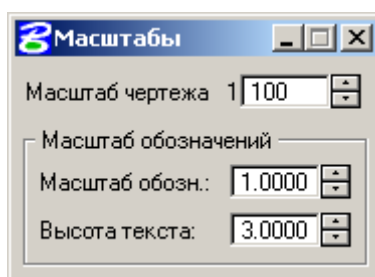 Масштабы
Масштаб чертежа 1 100
Масштаб обозначений
Масштаб обозн.: 1.0000
Высота текста: 3.0000